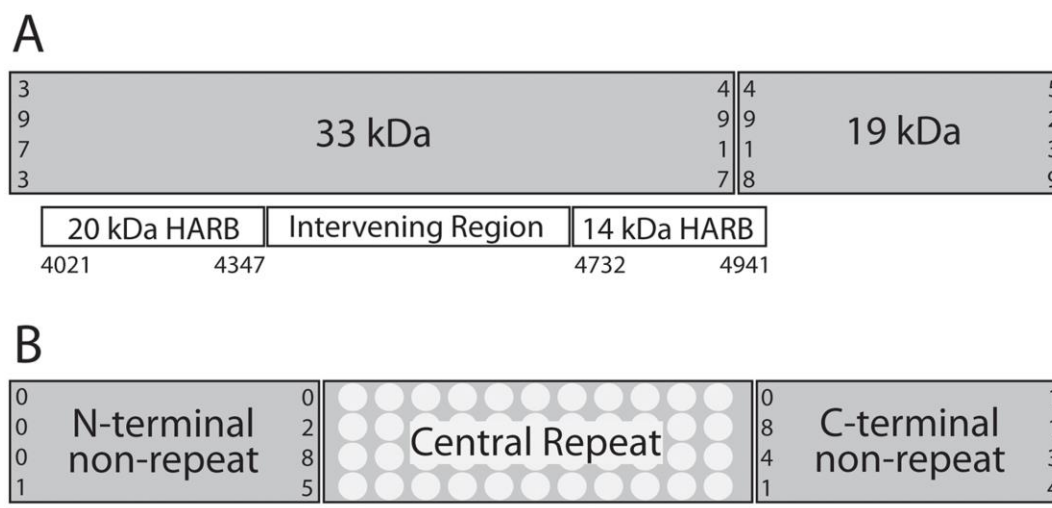 A
3973
33 kDa
4917
4918
19 kDa
20 kDa HARB
Intervening Region
14 kDa HARB
4021
4347
4732
4941
B
0001
N-terminal
non-repeat
0285
Central Repeat
0841
C-terminal
non-repeat